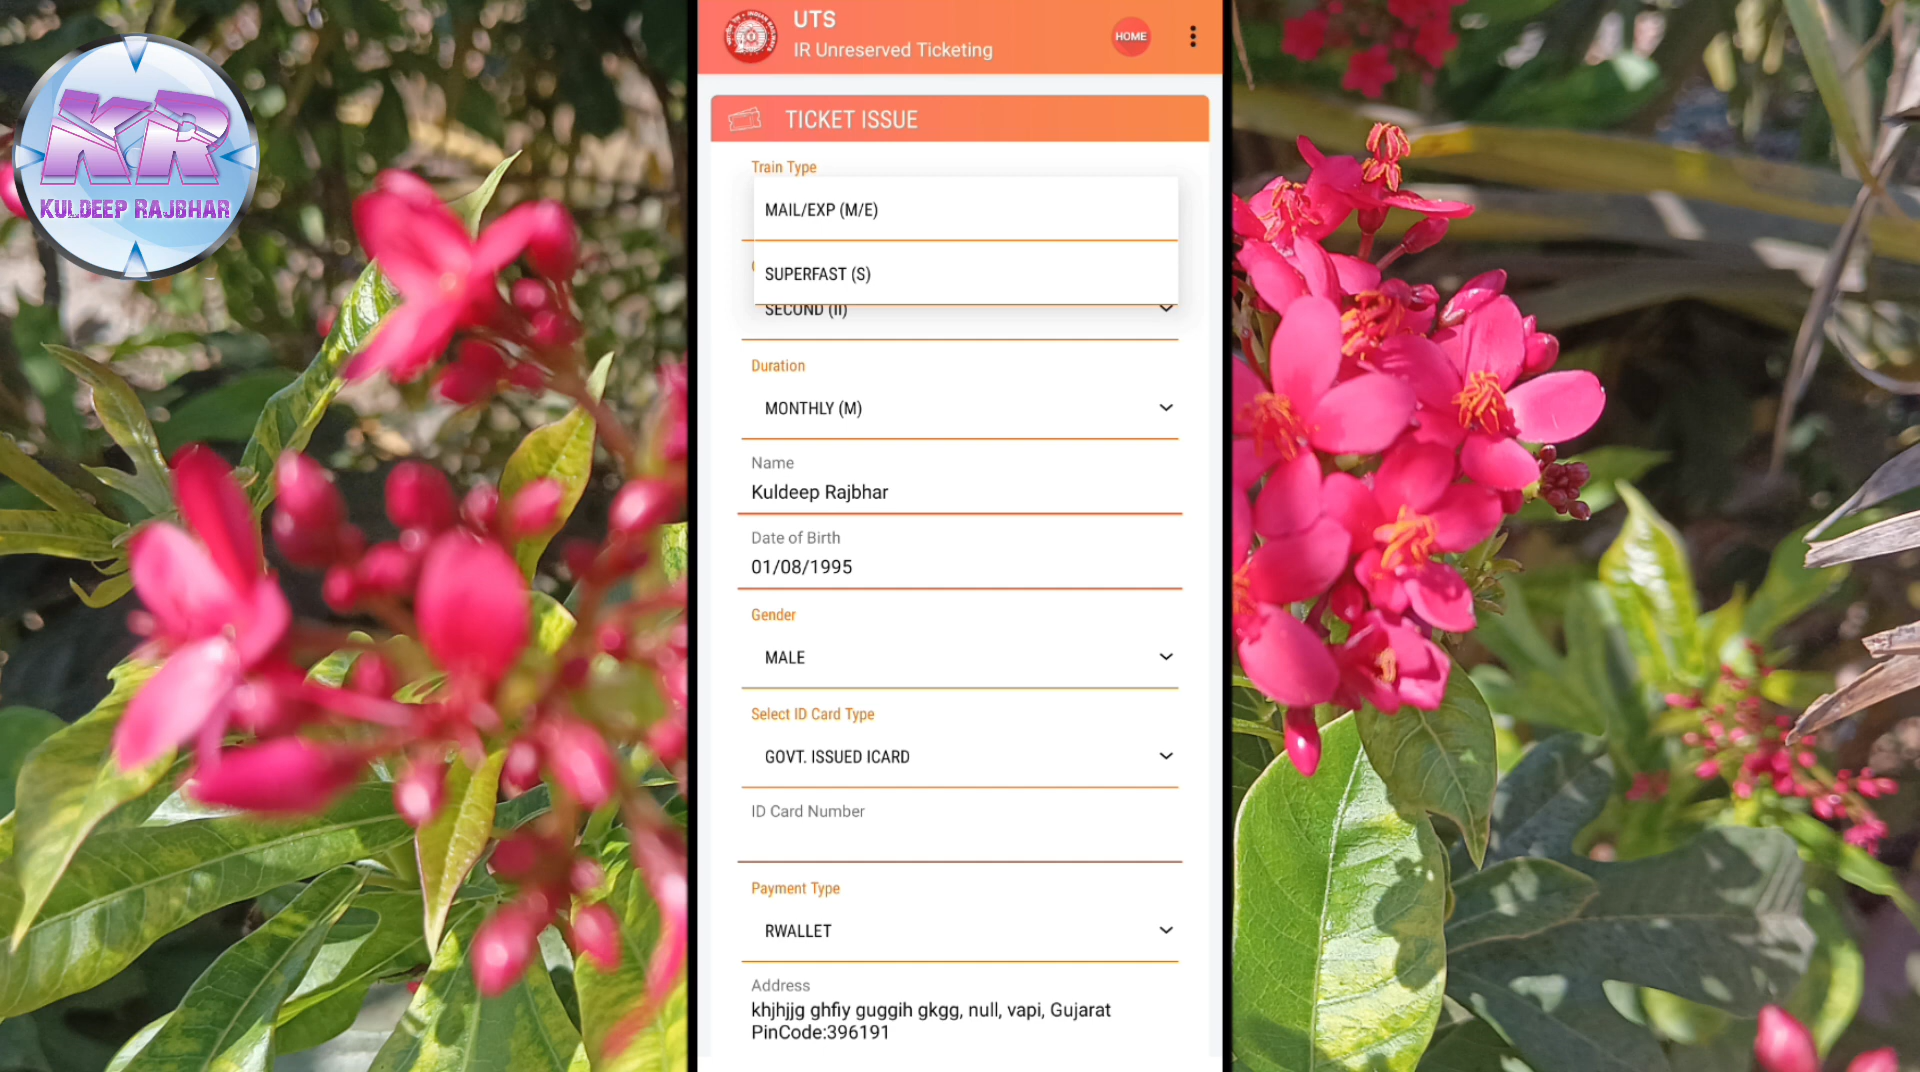 KR
KULDEEP RAJBHAR
UTS
IR Unreserved Ticketing
HOME
TICKET ISSUE
Train Type
MAIL/EXP (M/E)
SUPERFAST (S)
SECOND (II)
Duration
MONTHLY (M)
Name
Kuldeep Rajbhar
Date of Birth
01/08/1995
Gender
MALE
Select ID Card Type
GOVT. ISSUED ICARD
ID Card Number
Payment Type
RWALLET
Address
khjhjjg ghfiy guggih gkgg, null, vapi, Gujarat
PinCode:396191